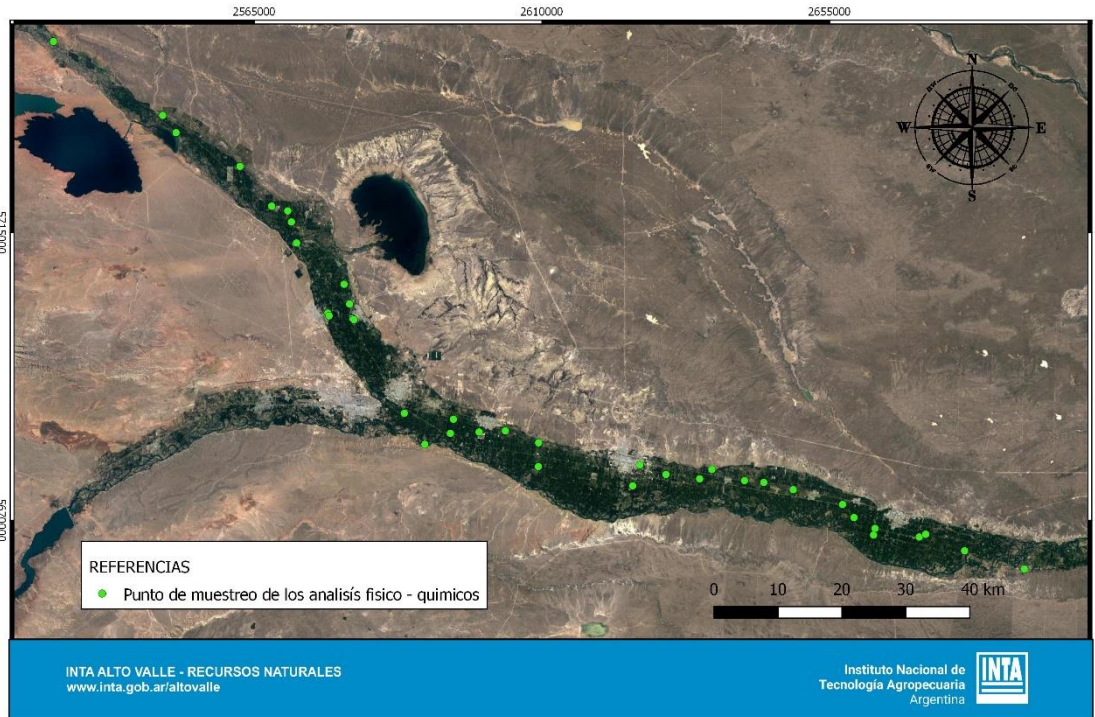 2565000
2610000
2655000
5715000
5670000
N
W
E
S
REFERENCIAS
Punto de muestreo de los analisís fisico - quimicos
0 10 20 30 40 km
INTA ALTO VALLE - RECURSOS NATURALES
www.inta.gob.ar/altovalle
Instituto Nacional de
Tecnología Agropecuaria
Argentina
INTA